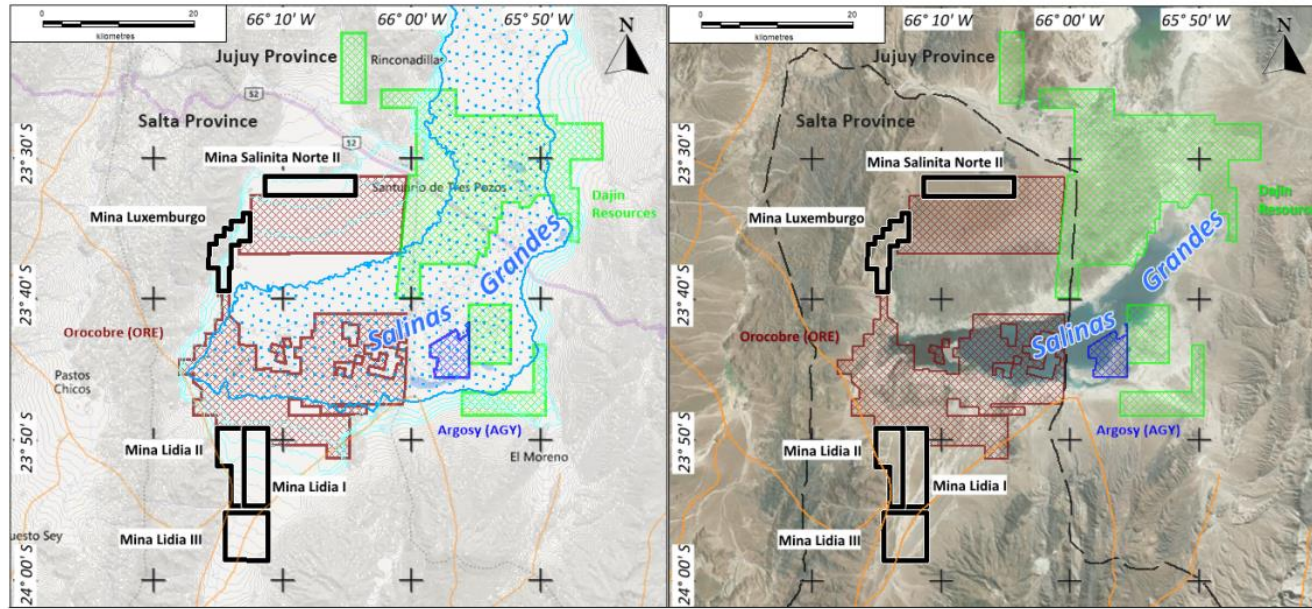 0
20
kilometres
66° 10' W
66° 00' W
65° 50' W
N
Jujuy Province
Rinconadilla
52
Salta Province
52
23° 30' S
Mina Salinita Norte II
Santuario de Tres Pozos
Mina Luxemburgo
Dajin
Resources
Salinas Grandes
23° 40' S
Orocobre (ORE)
Pastos
Chicos
Argosy (AGY)
23° 50' S
Mina Lidia II
El Moreno
Mina Lidia I
uesto Sey
Mina Lidia III
24° 00' S
0
20
kilometres
66° 10' W
66° 00' W
65° 50' W
N
Jujuy Province
Salta Province
23° 30' S
Mina Salinita Norte II
Mina Luxemburgo
Dajin
Resour
Salinas Grandes
23° 40' S
Orocobre (ORE)
Argosy (AGY)
23° 50' S
Mina Lidia II
Mina Lidia I
Mina Lidia III
24° 00' S